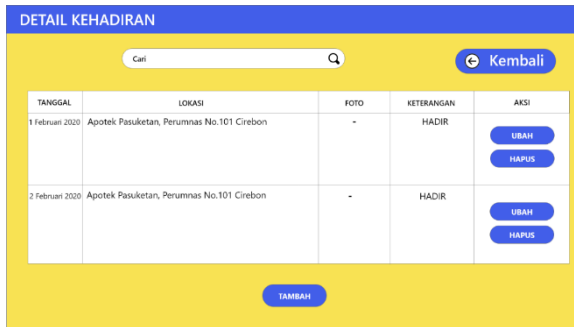 DETAIL KEHADIRAN
Cari
Kembali
TANGGAL LOKASI FOTO KETERANGAN AKSI
1 Februari 2020 Apotek Pasuketan, Perumnas No.101 Cirebon - HADIR
UBAH
HAPUS
2 Februari 2020 Apotek Pasuketan, Perumnas No.101 Cirebon - HADIR
UBAH
HAPUS
TAMBAH